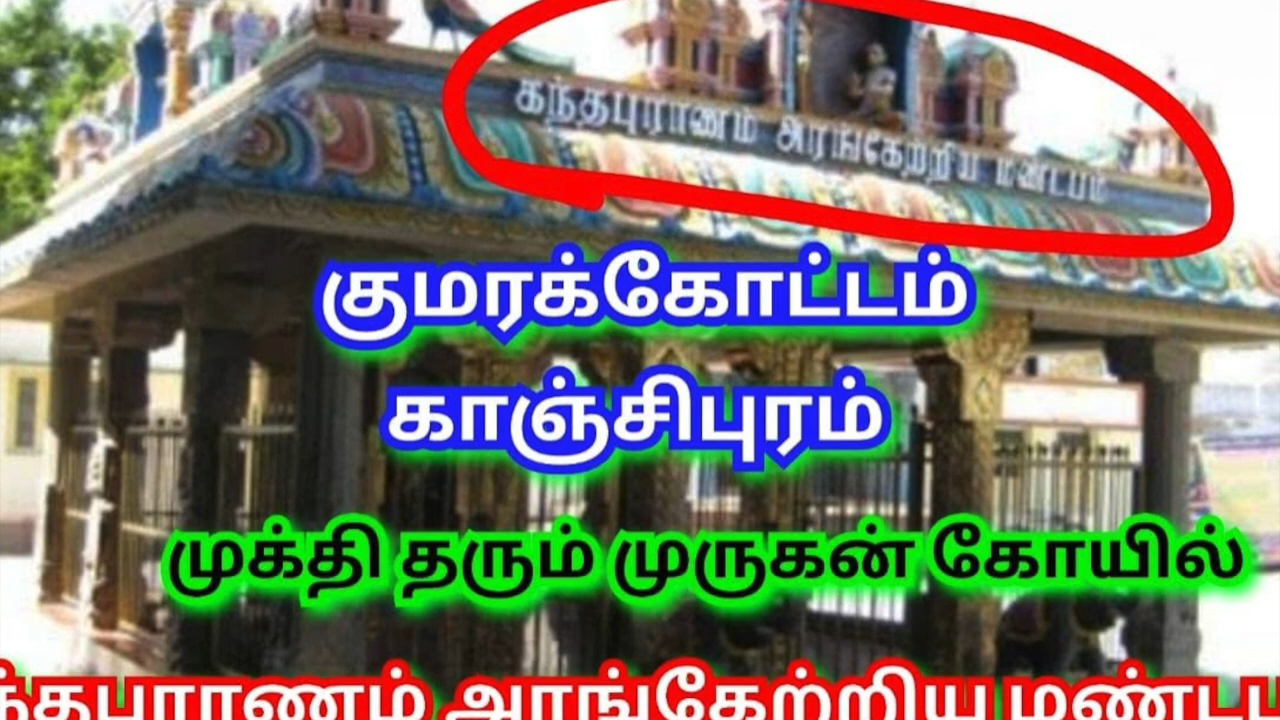 கந்தபுராணம் அரங்கேற்றிய மண்டபம்
குமரக்கோட்டம்
காஞ்சிபுரம்
முக்தி தரும் முருகன் கோயில்
அரங்கேற்றிய